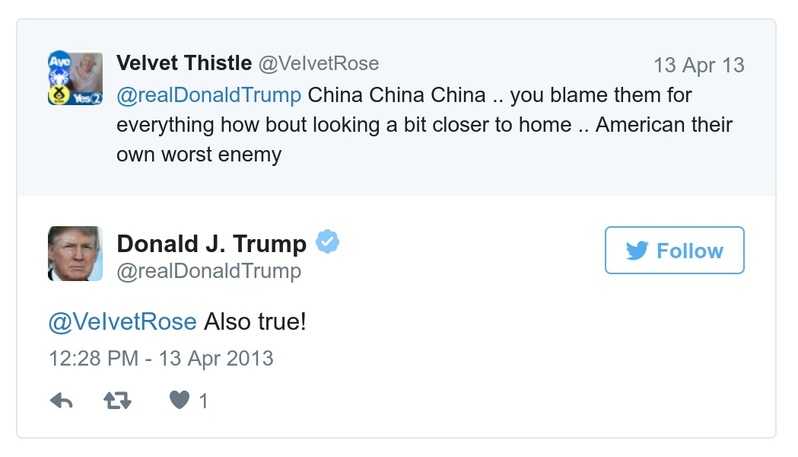 Velvet Thistle @VelvetRose 13 Apr 13
@realDonaldTrump China China China .. you blame them for
everything how bout looking a bit closer to home .. American their
own worst enemy
Aye
Yes2
Donald J. Trump
@realDonaldTrump
Follow
@VelvetRose Also true!
12:28 PM - 13 Apr 2013
1